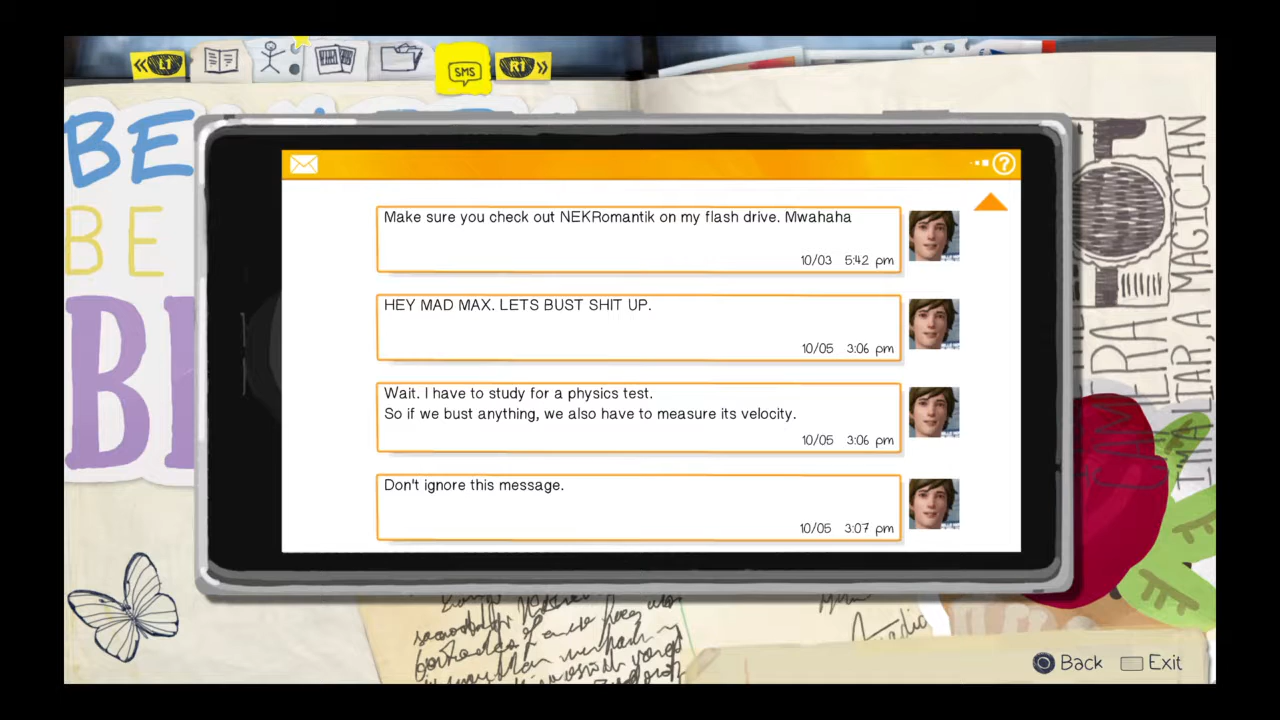 LT
SMS
R1
BE
BE
B
?
Make sure you check out NEKRomantik on my flash drive. Mwahaha
10/03 5:42 pm
HEY MAD MAX. LETS BUST SHIT UP.
10/05 3:06 pm
Wait. I have to study for a physics test.
So if we bust anything, we also have to measure its velocity.
10/05 3:06 pm
Don't ignore this message.
10/05 3:07 pm
A MAGICIAN
Back
Exit